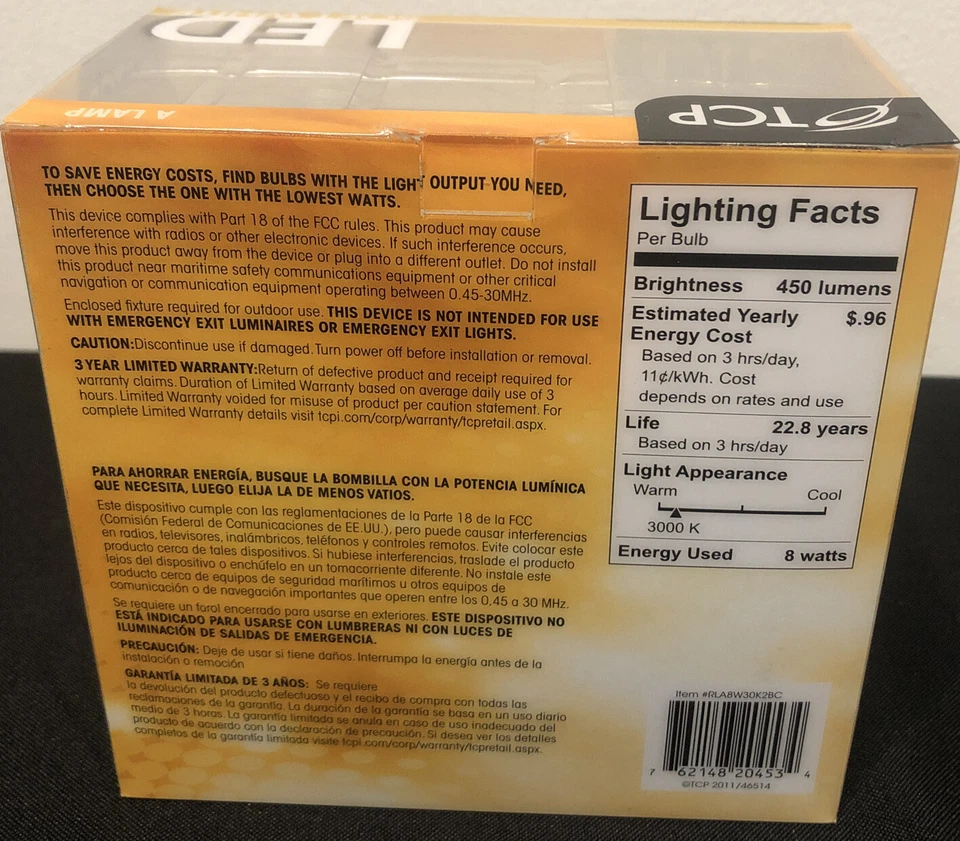 LED
A LAMP
TCP
TO SAVE ENERGY COSTS, FIND BULBS WITH THE LIGHT OUTPUT YOU NEED,
THEN CHOOSE THE ONE WITH THE LOWEST WATTS.
This device complies with Part 18 of the FCC rules. This product may cause
interference with radios or other electronic devices. If such interference occurs,
move this product away from the device or plug into a different outlet. Do not install
this product near maritime safety communications equipment or other critical
navigation or communication equipment operating between 0.45-30MHz.
Enclosed fixture required for outdoor use. THIS DEVICE IS NOT INTENDED FOR USE
WITH EMERGENCY EXIT LUMINAIRES OR EMERGENCY EXIT LIGHTS.
CAUTION:Discontinue use if damaged. Turn power off before installation or removal.
3 YEAR LIMITED WARRANTY:Return of defective product and receipt required for
warranty claims. Duration of Limited Warranty based on average daily use of 3
hours. Limited Warranty voided for misuse of product per caution statement. For
complete Limited Warranty details visit tcpi.com/corp/warranty/tcpretail.aspx.
PARA AHORRAR ENERGÍA, BUSQUE LA BOMBILLA CON LA POTENCIA LUMÍNICA
QUE NECESITA, LUEGO ELIJA LA DE MENOS VATIOS.
Este dispositivo cumple con las reglamentaciones de la Parte 18 de la FCC
(Comisión Federal de Comunicaciones de EE.UU.), pero puede causar interferencias
en radios, televisores, inalámbricos, teléfonos y controles remotos. Evite colocar este
producto cerca de tales dispositivos. Si hubiese interferencias, traslade el producto
lejos del dispositivo o enchúfelo en un tomacorriente diferente. No instale este
producto cerca de equipos de seguridad marítimos u otros equipos de
comunicación o de navegación importantes que operen entre los 0,45 a 30 MHz.
Se requiere un farol encerrado para usarse en exteriores. ESTE DISPOSITIVO NO
ESTÁ INDICADO PARA USARSE CON LUMBRERAS NI CON LUCES DE
ILUMINACIÓN DE SALIDAS DE EMERGENCIA.
PRECAUCIÓN: Deje de usar si tiene daños. Interrumpa la energía antes de la
instalación o remoción
GARANTÍA LIMITADA DE 3 AÑOS: Se requiere
la devolución del producto defectuoso y el recibo de compra con todas las
reclamaciones de la garantía. La duración de la garantía se basa en un uso diario
medio de 3 horas. La garantía limitada se anula en caso de uso inadecuado del
producto de acuerdo con la declaración de precaución. Si desea ver los detalles
completos de la garantía limitada visite tcpi.com/corp/warranty/tcpretail.aspx.
Lighting Facts
Per Bulb
Brightness 450 lumens
Estimated Yearly $.96
Energy Cost
Based on 3 hrs/day,
11¢/kWh. Cost
depends on rates and use
Life 22.8 years
Based on 3 hrs/day
Light Appearance
Warm Cool
3000 K
Energy Used 8 watts
Item #RLA8W30K2BC
7 62148 20453 4
©TCP 2011/46514